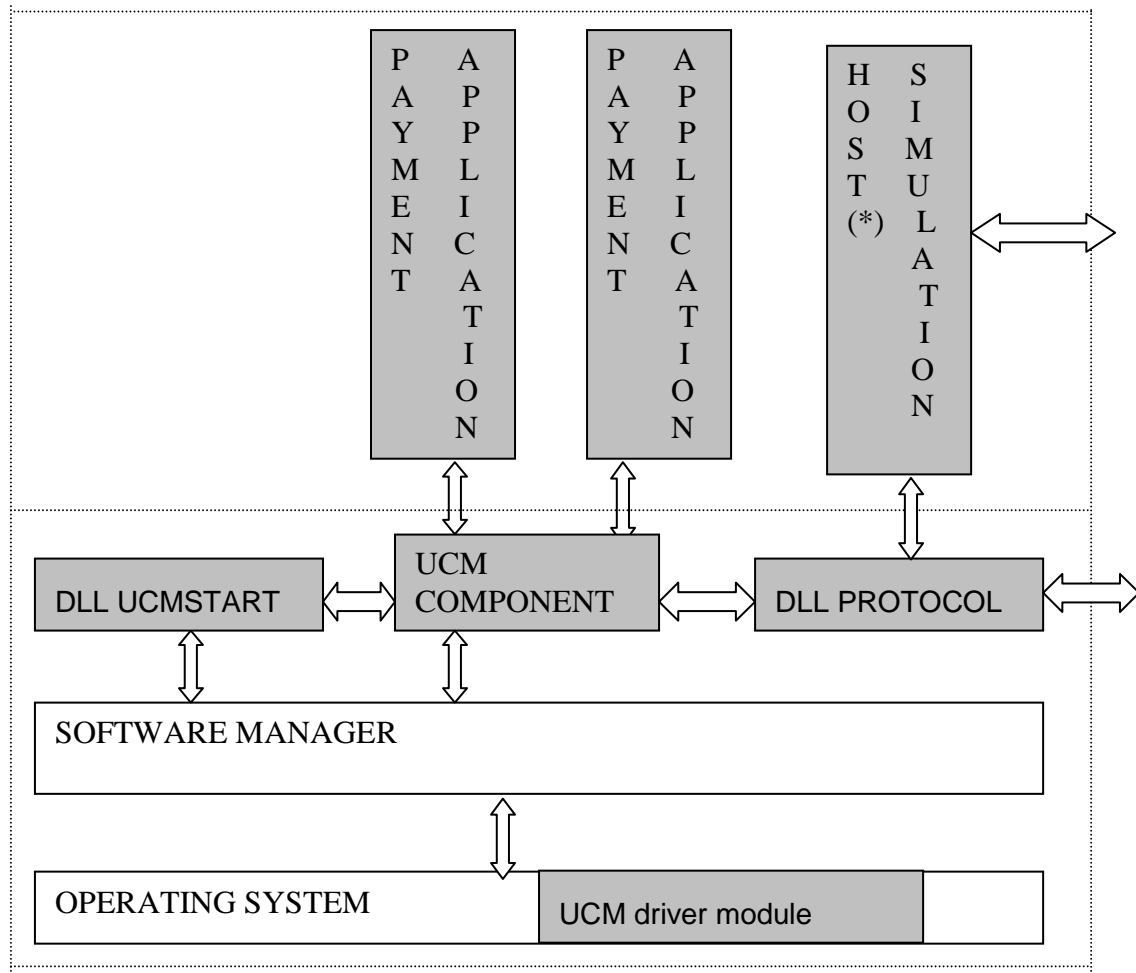 PAYMENT APPLICATION
PAYMENT APPLICATION
HOST (*) SIMULATION
DLL UCMSTART
UCM
COMPONENT
DLL PROTOCOL
SOFTWARE MANAGER
OPERATING SYSTEM
UCM driver module